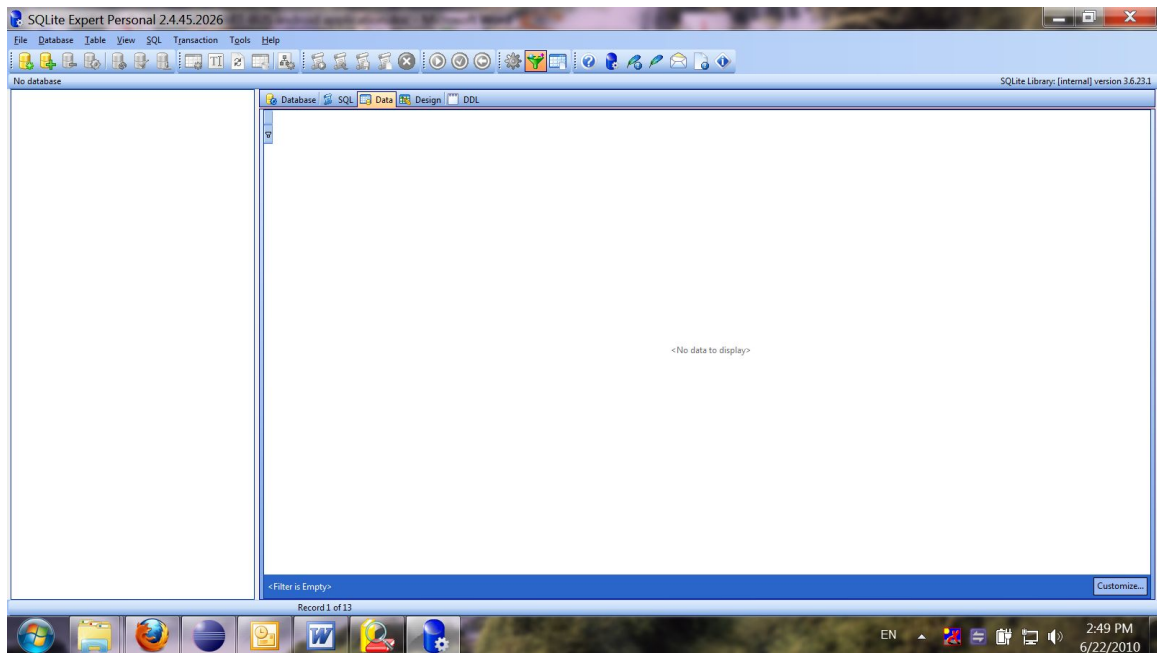 SQLite Expert Personal 2.4.45.2026
File Database Table View SQL Transaction Tools Help
No database
SQLite Library: [internal] version 3.6.23.1
Database SQL Data Design DDL
<No data to display>
<Filter is Empty>
Customize...
Record 1 of 13
EN
2:49 PM
6/22/2010